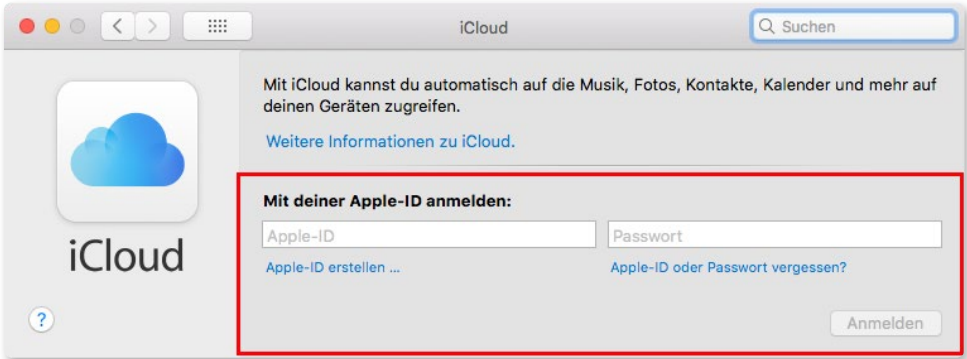 iCloud
Suchen
Mit iCloud kannst du automatisch auf die Musik, Fotos, Kontakte, Kalender und mehr auf
deinen Geräten zugreifen.
Weitere Informationen zu iCloud.
Mit deiner Apple-ID anmelden:
Apple-ID
Passwort
Apple-ID erstellen ...
Apple-ID oder Passwort vergessen?
iCloud
?
Anmelden